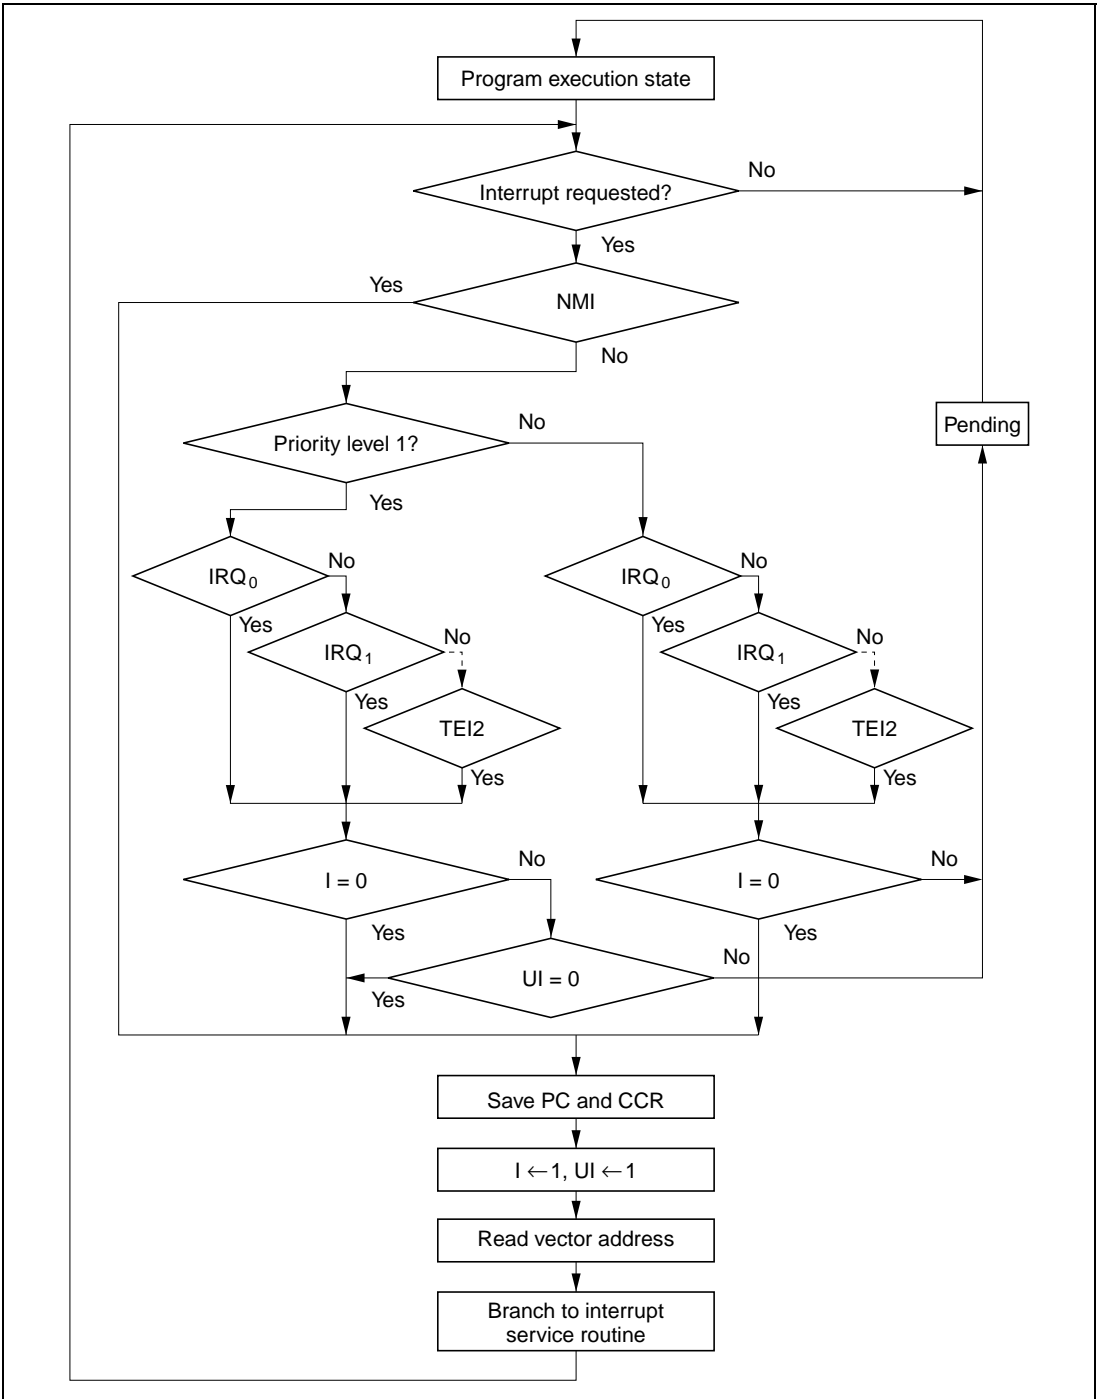 Program execution state
Interrupt requested?
No
Yes
NMI
Yes
No
Priority level 1?
No
Yes
Pending
IRQ0
No
Yes
IRQ1
No
Yes
TEI2
Yes
IRQ0
No
Yes
IRQ1
No
Yes
TEI2
Yes
I = 0
No
Yes
I = 0
No
Yes
UI = 0
Yes
No
Save PC and CCR
I ← 1, UI ← 1
Read vector address
Branch to interrupt
service routine